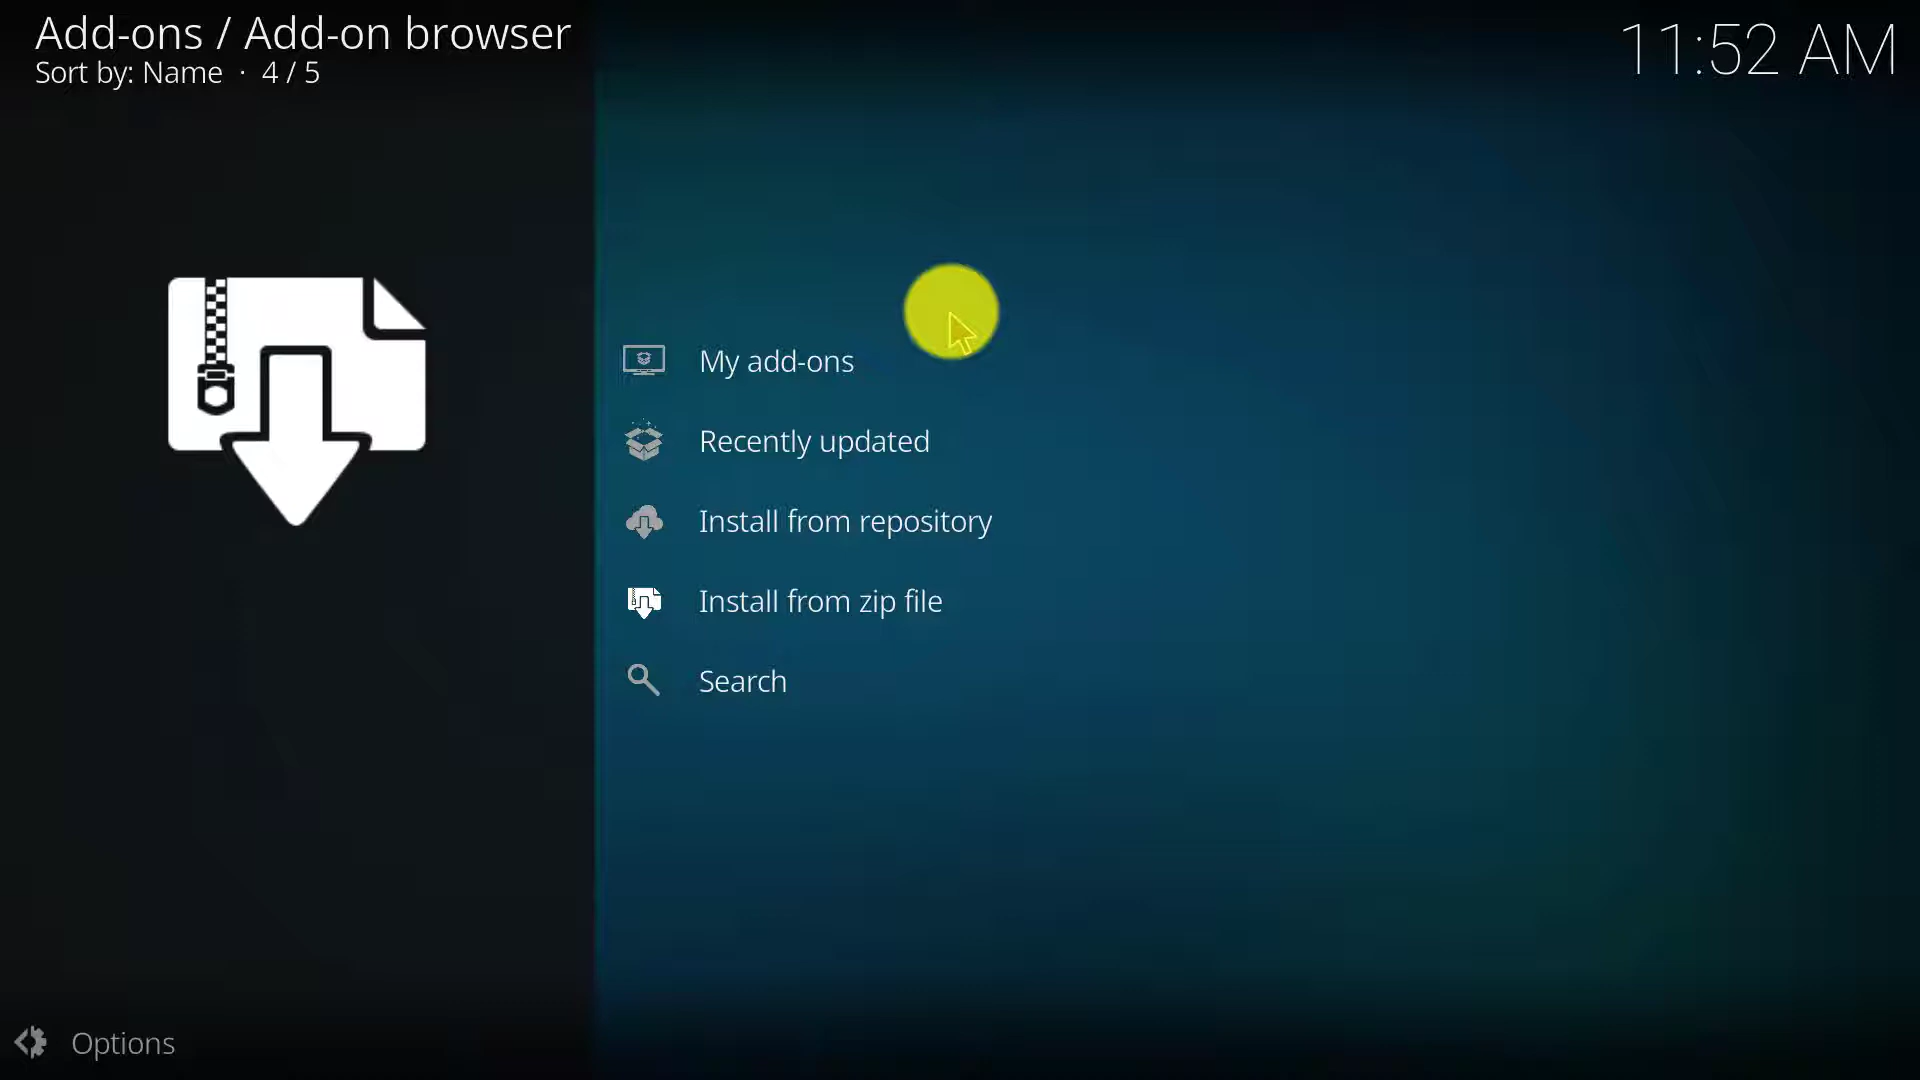 Add-ons / Add-on browser
Sort by: Name · 4 / 5
11:52 AM
My add-ons
Recently updated
Install from repository
Install from zip file
Search
Options